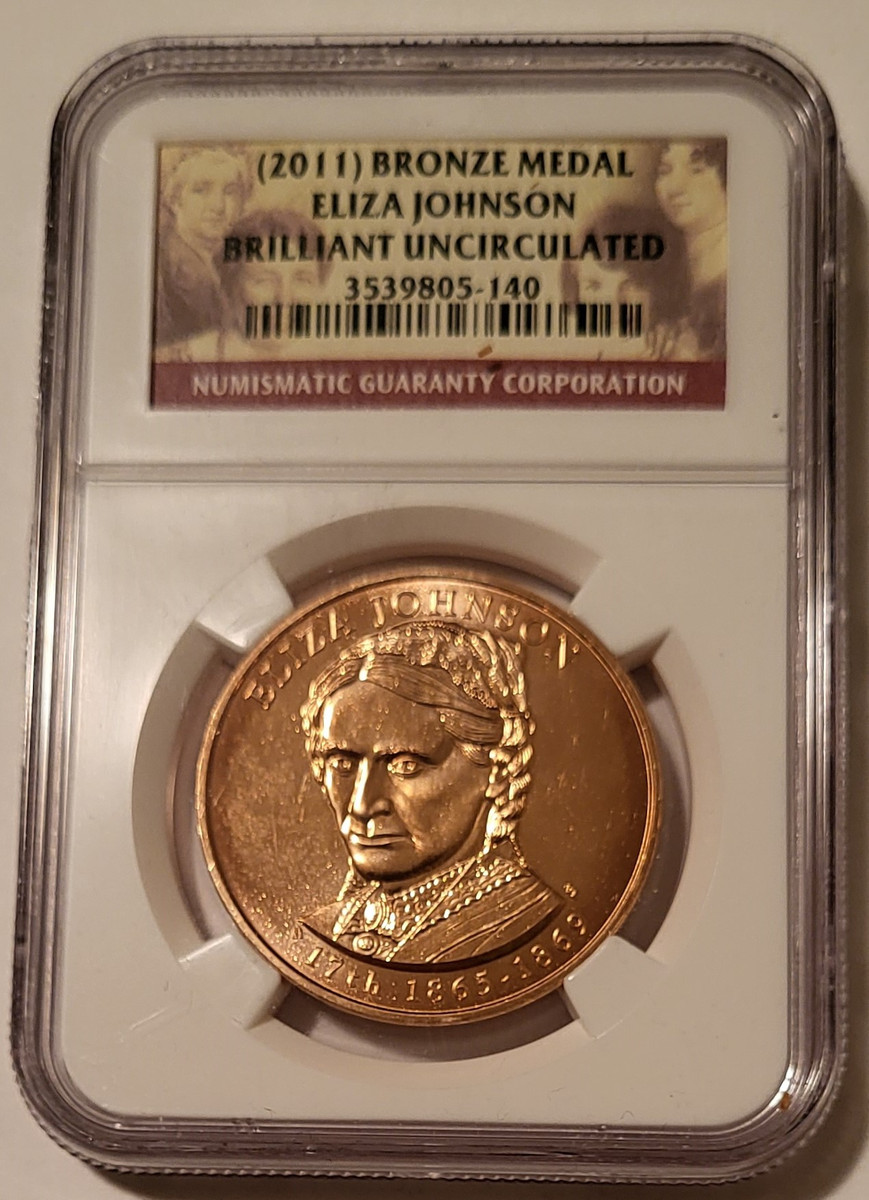 (2011) BRONZE MEDAL
ELIZA JOHNSON
BRILLIANT UNCIRCULATED
3539805-140
NUMISMATIC GUARANTY CORPORATION
ELIZA JOHNSON
17th: 1865-1869